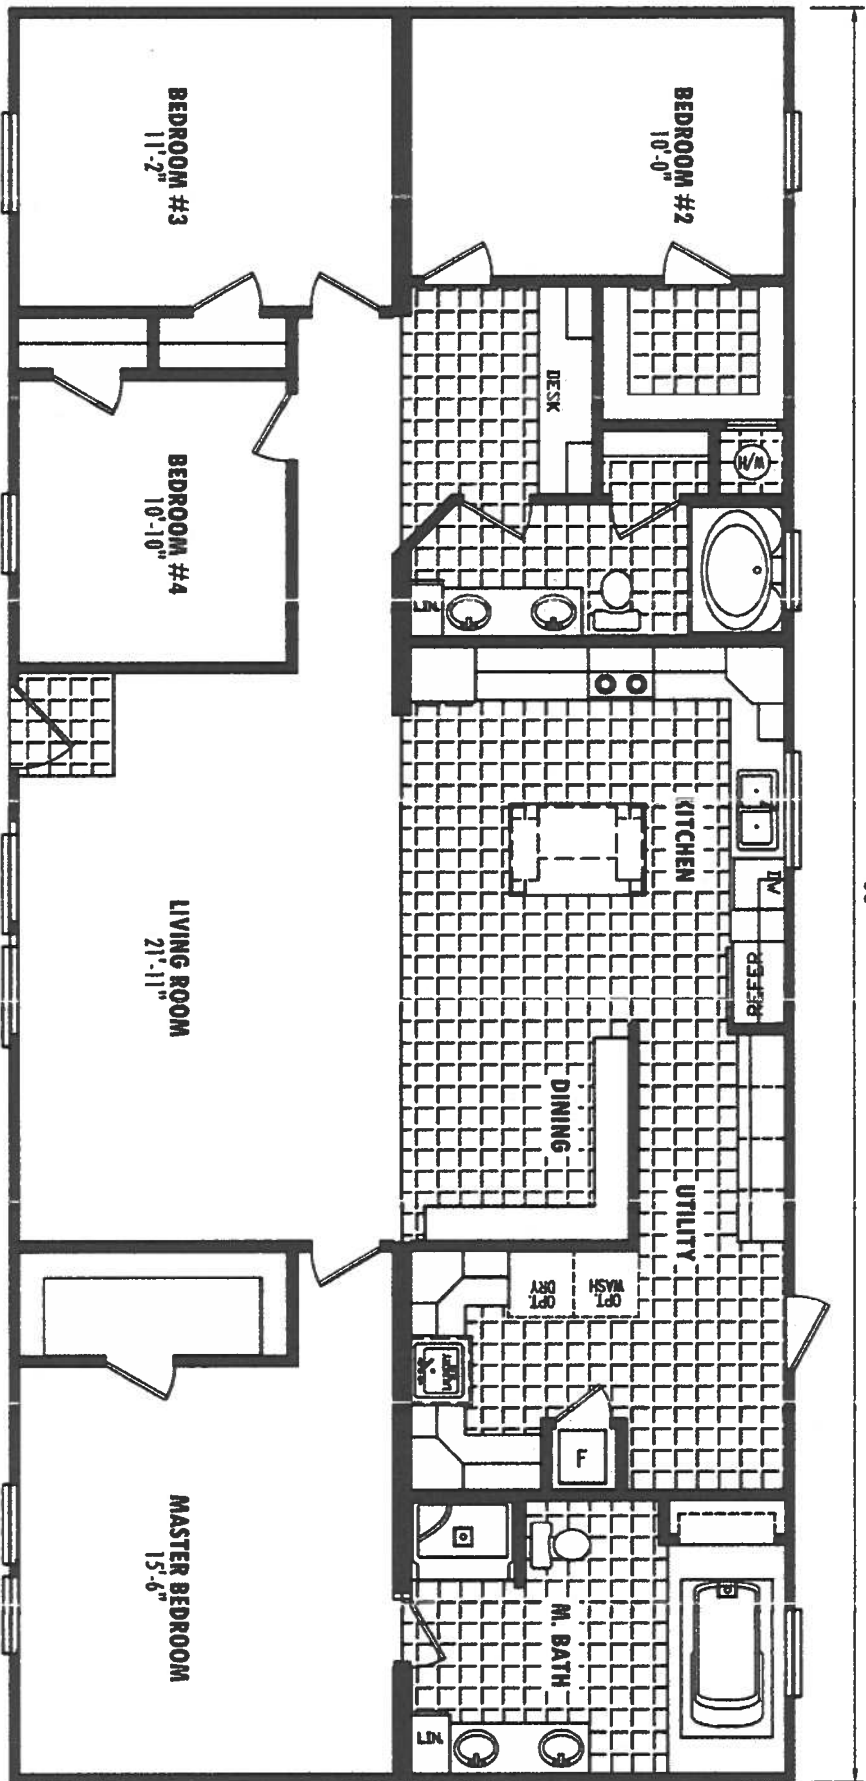 BEDROOM #2
10'-0"
BEDROOM #3
11'-2"
DESK
W/H
BEDROOM #4
10'-10"
LIN.
KITCHEN
DW
REFER
LIVING ROOM
21'-11"
DINING
UTILITY
OPT.
WASH
OPT.
DRY
F
MASTER BEDROOM
15'-6"
M. BATH
LIN.